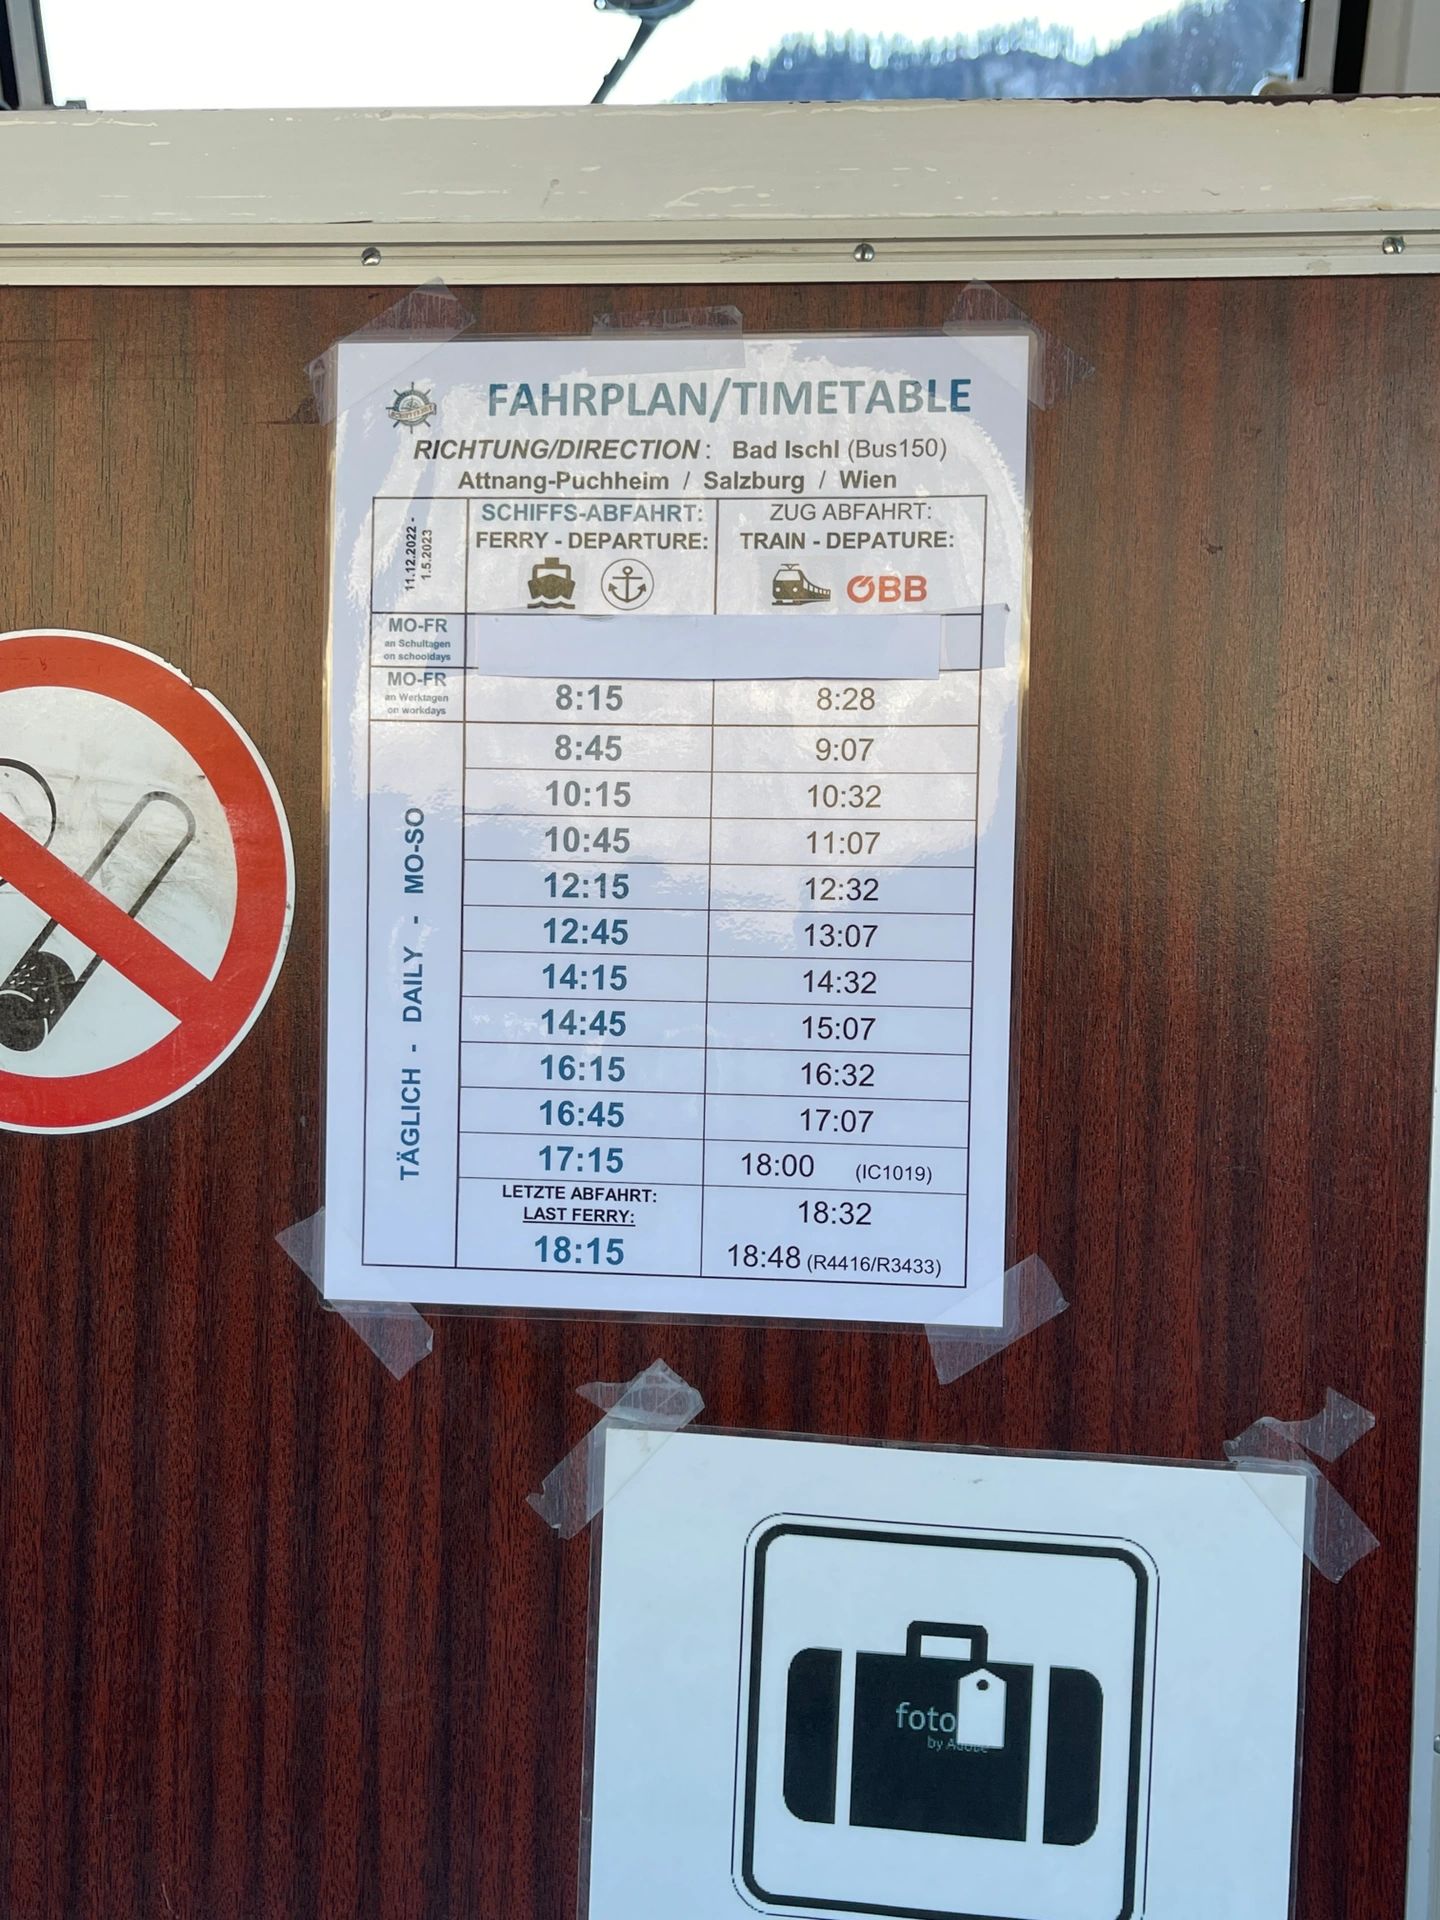 FAHRPLAN/TIMETABLE
RICHTUNG/DIRECTION : Bad Ischl (Bus150)
Attnang-Puchheim / Salzburg / Wien
11.12.2022 -
1.5.2023
SCHIFFS-ABFAHRT:
FERRY - DEPARTURE:
ZUG ABFAHRT:
TRAIN - DEPATURE:
ÖBB
MO-FR
an Schultagen
on schooldays
MO-FR
an Werktagen
on workdays
8:15 8:28
TÄGLICH - DAILY - MO-SO
8:45 9:07
10:15 10:32
10:45 11:07
12:15 12:32
12:45 13:07
14:15 14:32
14:45 15:07
16:15 16:32
16:45 17:07
17:15 18:00 (IC1019)
LETZTE ABFAHRT:
LAST FERRY:
18:15
18:32
18:48 (R4416/R3433)
foto
by Adobe